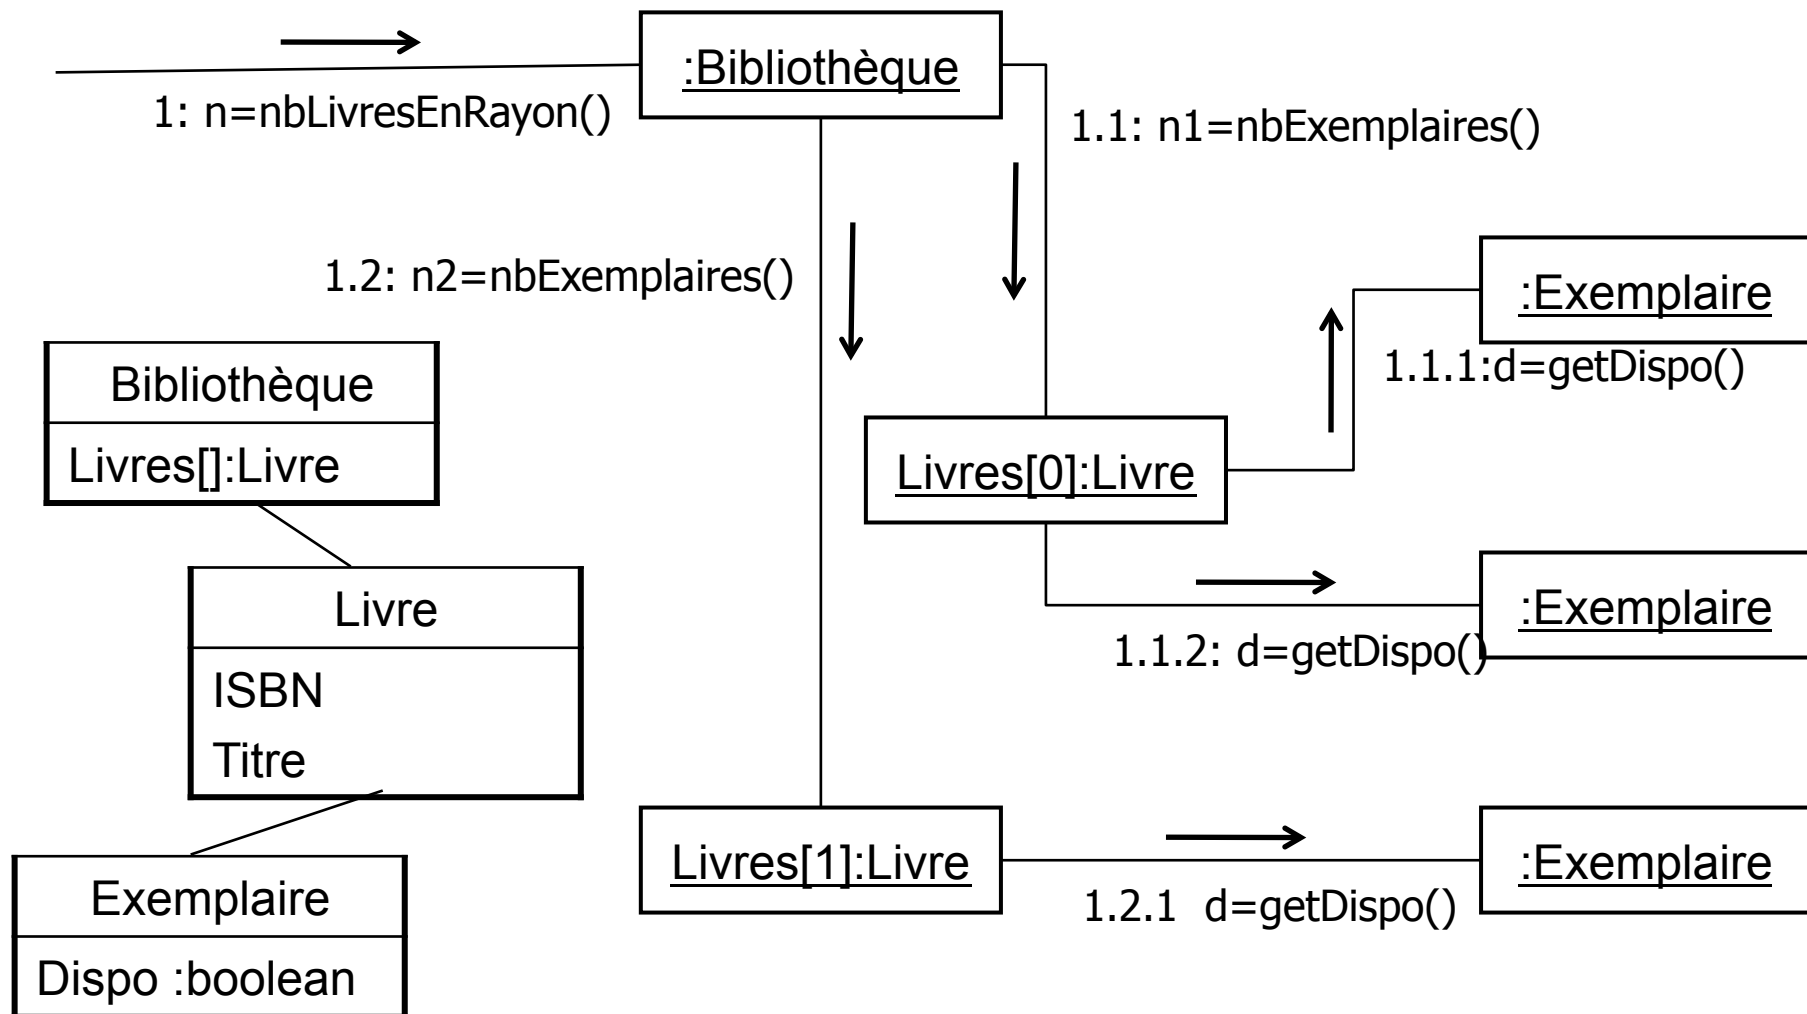 :Bibliothèque
1: n=nbLivresEnRayon()
1.1: n1=nbExemplaires()
1.2: n2=nbExemplaires()
:Exemplaire
1.1.1:d=getDispo()
Bibliothèque
Livres[]:Livre
Livres[0]:Livre
:Exemplaire
1.1.2: d=getDispo()
Livre
ISBN
Titre
Livres[1]:Livre
:Exemplaire
1.2.1 d=getDispo()
Exemplaire
Dispo :boolean